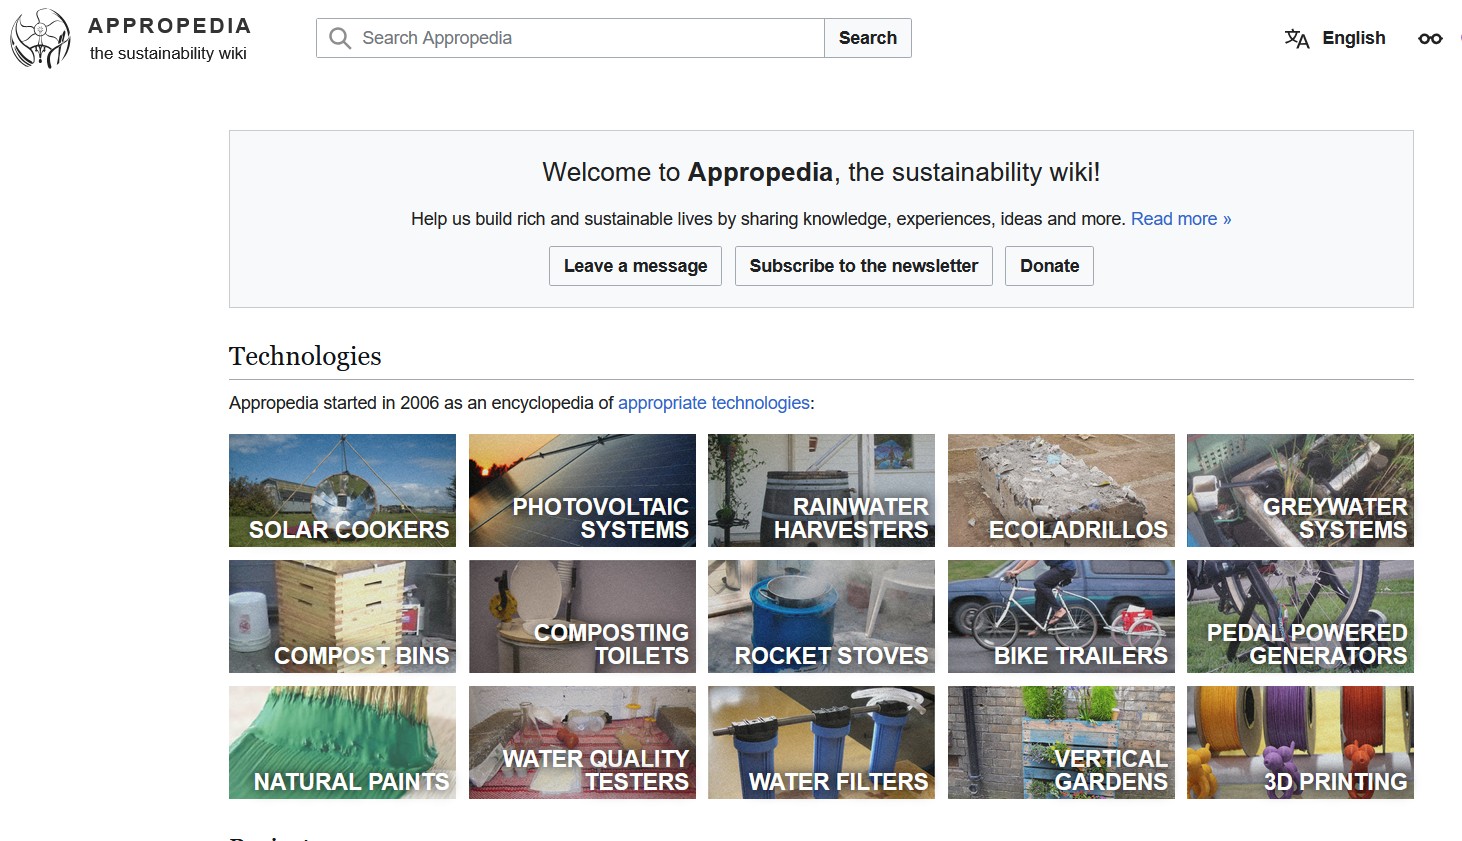 APPROPEDIA
the sustainability wiki
Search Appropedia
Search
English
Welcome to Appropedia, the sustainability wiki!
Help us build rich and sustainable lives by sharing knowledge, experiences, ideas and more. Read more »
Leave a message
Subscribe to the newsletter
Donate
Technologies
Appropedia started in 2006 as an encyclopedia of appropriate technologies:
SOLAR COOKERS
PHOTOVOLTAIC
SYSTEMS
RAINWATER
HARVESTERS
ECOLADRILLOS
GREYWATER
SYSTEMS
COMPOST BINS
COMPOSTING
TOILETS
ROCKET STOVES
BIKE TRAILERS
PEDAL POWERED
GENERATORS
NATURAL PAINTS
WATER QUALITY
TESTERS
WATER FILTERS
VERTICAL
GARDENS
3D PRINTING